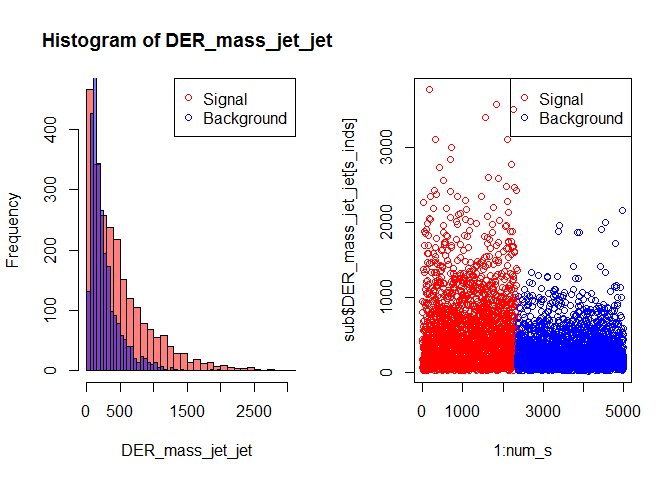 Histogram of DER_mass_jet_jet
Frequency
0 100 200 300 400
Signal
Background
0 500 1500 2500
DER_mass_jet_jet
sub$DER_mass_jet_jet[s_inds]
0 1000 2000 3000
Signal
Background
0 1000 3000 5000
1:num_s